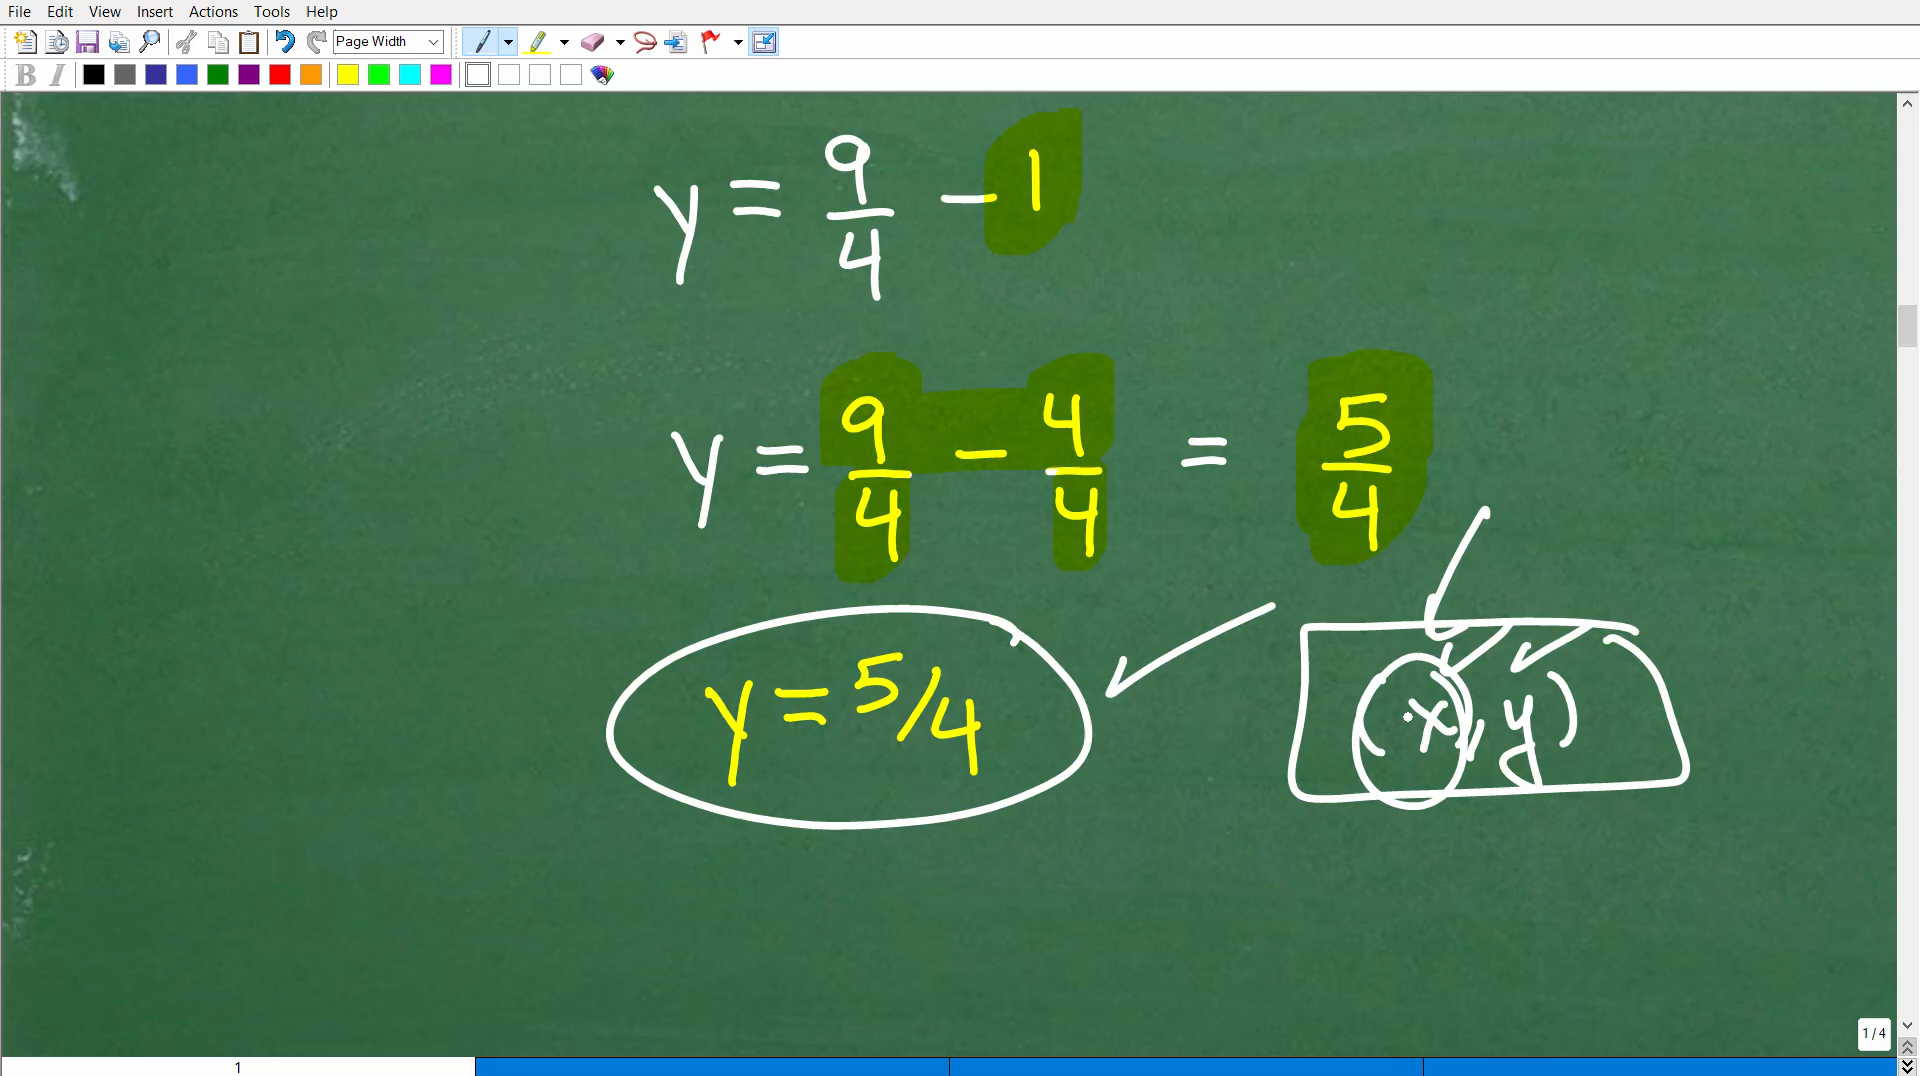 File Edit View Insert Actions Tools Help
Page Width
B I
y = 9/4 - 1
y = 9/4 - 4/4 = 5/4
y = 5/4
(x, y)
1 / 4
1